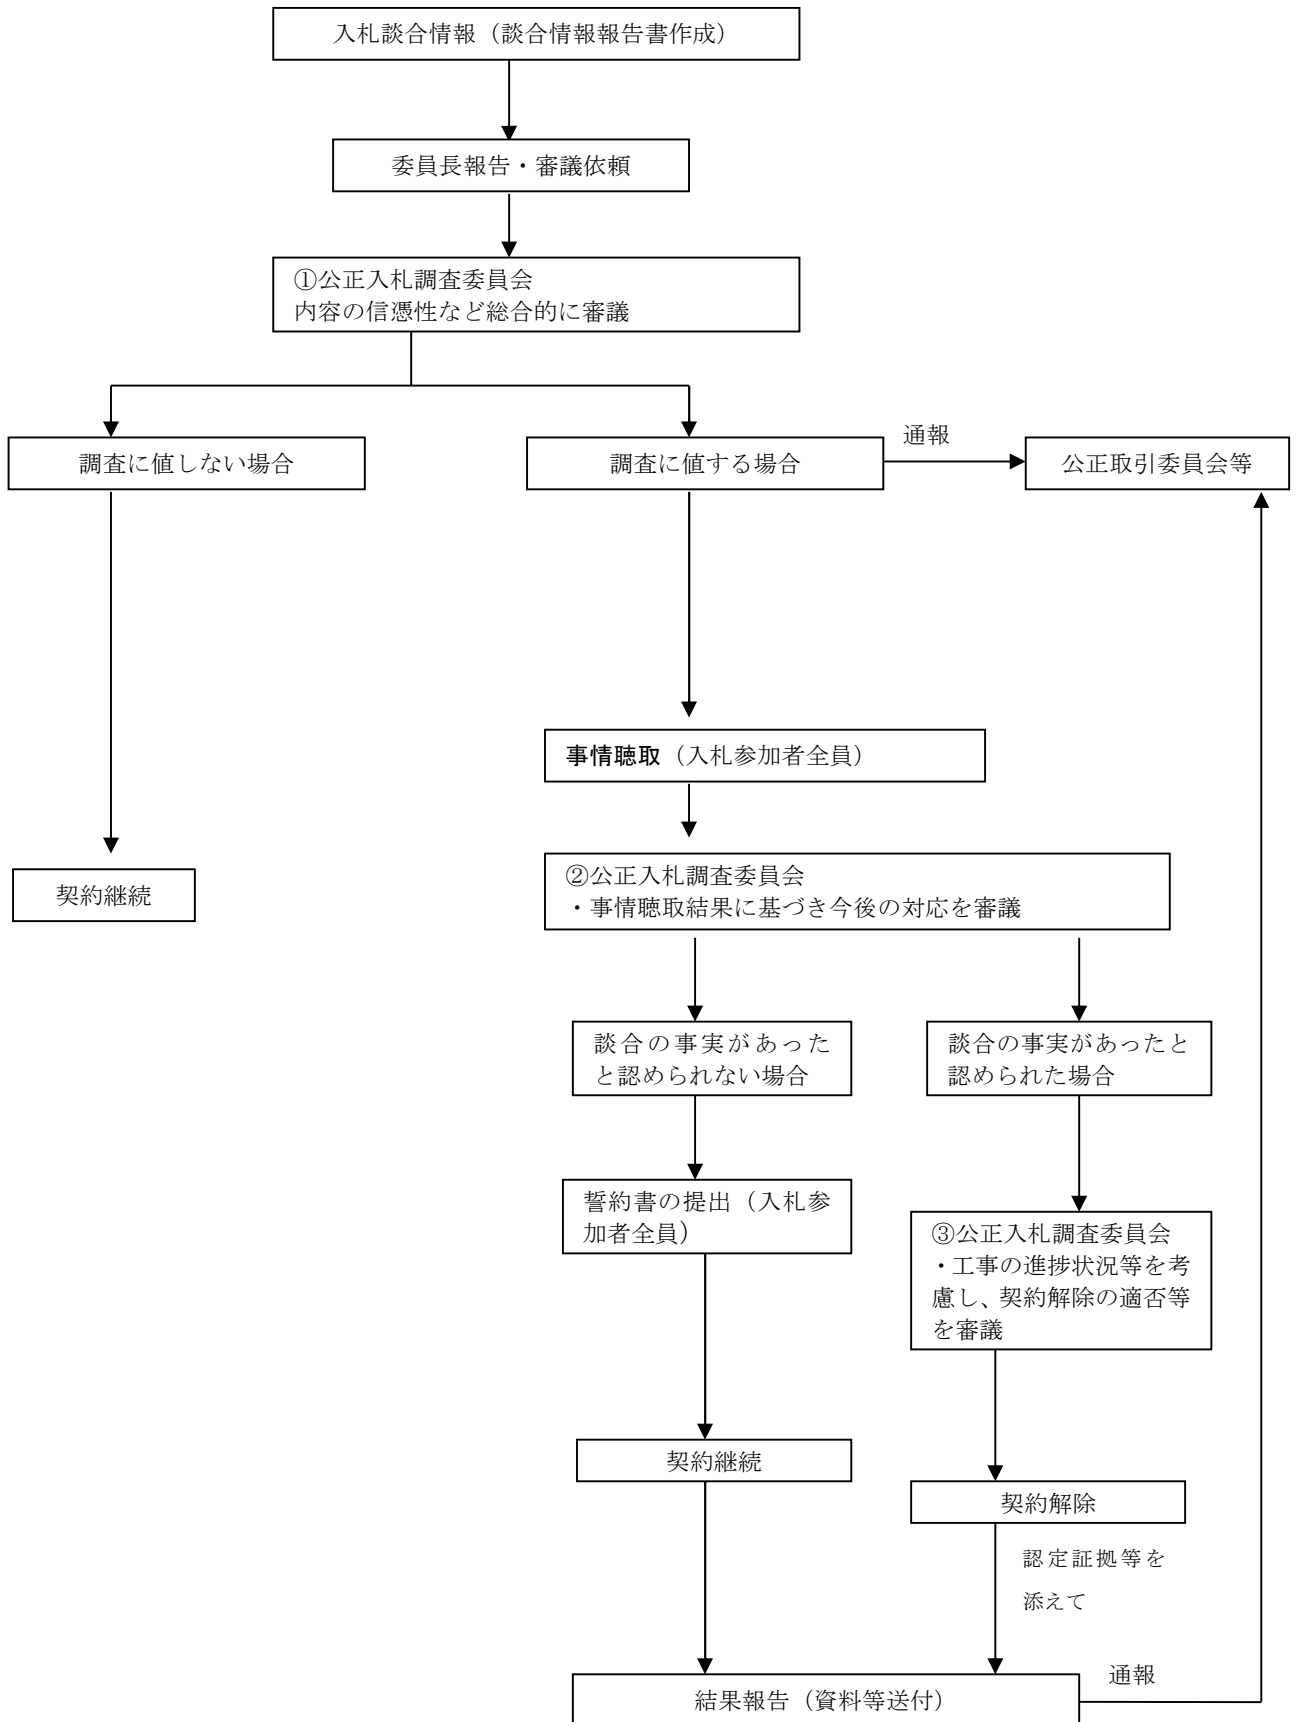 入札談合情報（談合情報報告書作成）
委員長報告・審議依頼
①公正入札調査委員会
内容の信憑性など総合的に審議
調査に値しない場合
調査に値する場合
通報
公正取引委員会等
事情聴取（入札参加者全員）
契約継続
②公正入札調査委員会
・事情聴取結果に基づき今後の対応を審議
談合の事実があった
と認められない場合
談合の事実があったと
認められた場合
誓約書の提出（入札参
加者全員）
③公正入札調査委員会
・工事の進捗状況等を考
慮し、契約解除の適否等
を審議
契約継続
契約解除
認定証拠等を
添えて
結果報告（資料等送付）
通報